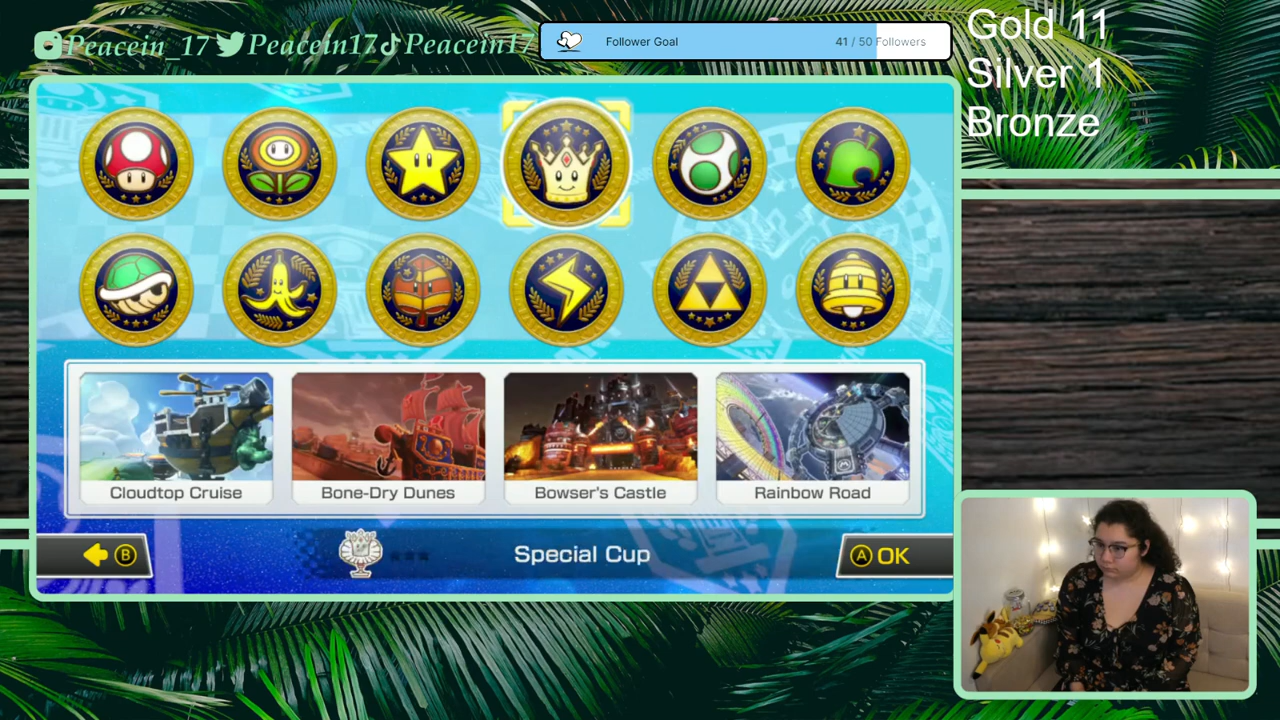 Peacein_17 Peacein17 Peacein17
Follower Goal 41 / 50 Followers
Gold 11
Silver 1
Bronze
Cloudtop Cruise
Bone-Dry Dunes
Bowser's Castle
Rainbow Road
B
Special Cup
A OK